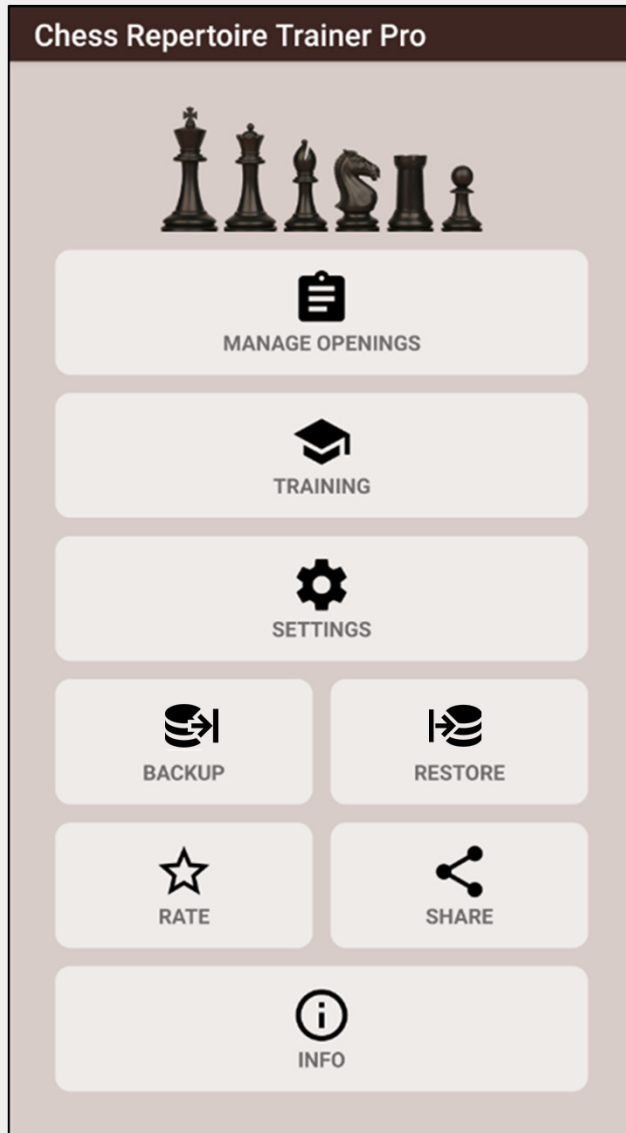 Chess Repertoire Trainer Pro
MANAGE OPENINGS
TRAINING
SETTINGS
BACKUP
RESTORE
RATE
SHARE
INFO